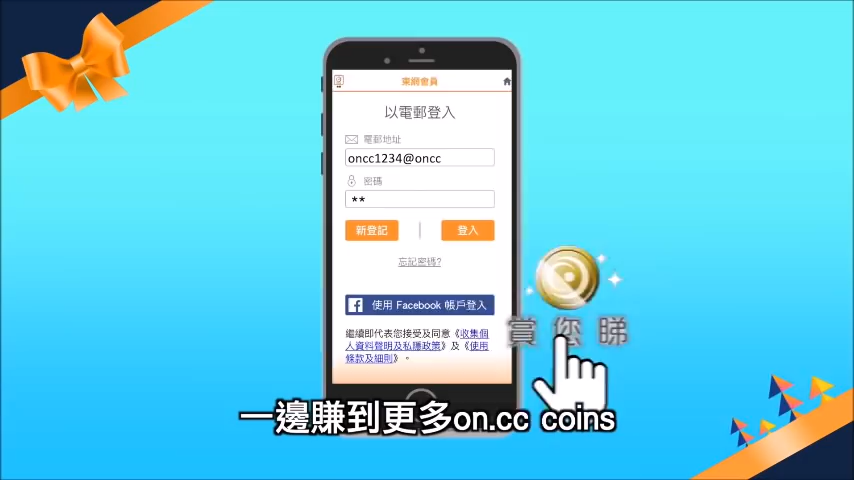 東網會員
以電郵登入
電郵地址
oncc1234@oncc
密碼
**
新登記 | 登入
忘記密碼?
f 使用 Facebook 帳戶登入
繼續即代表您接受及同意《收集個
人資料聲明及私隱政策》及《使用
條款及細則》。
賞您睇
一邊賺到更多on.cc coins